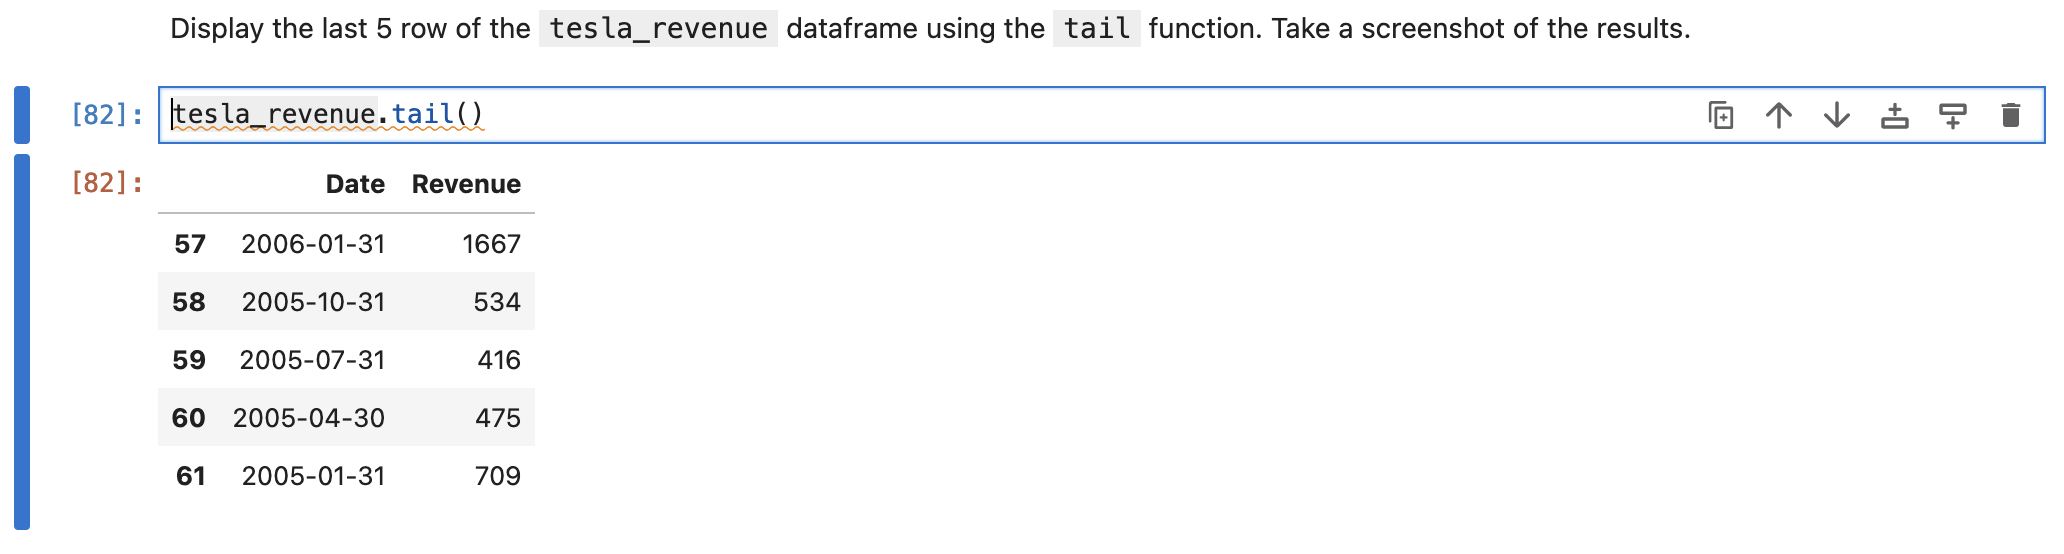 Display the last 5 row of the tesla_revenue dataframe using the tail function. Take a screenshot of the results.
[82]: tesla_revenue.tail()
[82]: Date Revenue
57 2006-01-31 1667
58 2005-10-31 534
59 2005-07-31 416
60 2005-04-30 475
61 2005-01-31 709